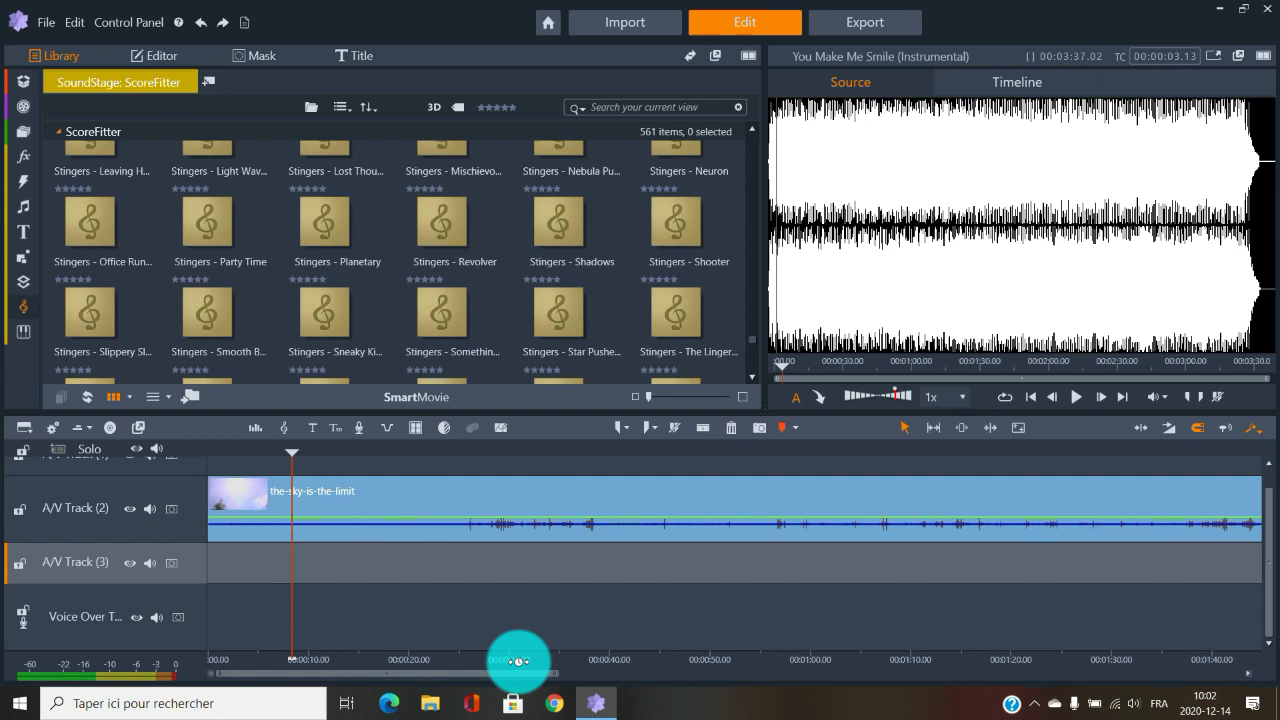 File Edit Control Panel
Import Edit Export
Library Editor Mask Title
You Make Me Smile (Instrumental) [ ] 00:03:37.02 TC 00:00:03.13
SoundStage: ScoreFitter
Source Timeline
3D
Search your current view
ScoreFitter 561 items, 0 selected
Stingers - Leaving H... Stingers - Light Wav... Stingers - Lost Thou... Stingers - Mischievo... Stingers - Nebula Pu... Stingers - Neuron
Stingers - Office Run... Stingers - Party Time Stingers - Planetary Stingers - Revolver Stingers - Shadows Stingers - Shooter
Stingers - Slippery Sl... Stingers - Smooth B... Stingers - Sneaky Ki... Stingers - Somethin... Stingers - Star Pushe... Stingers - The Linger...
:00.00 00:00:30.00 00:01:00.00 00:01:30.00 00:02:00.00 00:02:30.00 00:03:00.00 00:03:30.0
SmartMovie
A 1x
Solo
A/V Track (2)
the-sky-is-the-limit
A/V Track (3)
Voice Over T...
-60 -22 -16 -10 -6 -3 0
:00.00 00:00:10.00 00:00:20.00 00:00:40.00 00:00:50.00 00:01:00.00 00:01:10.00 00:01:20.00 00:01:30.00 00:01:40.00
Taper ici pour rechercher
FRA
10:02
2020-12-14